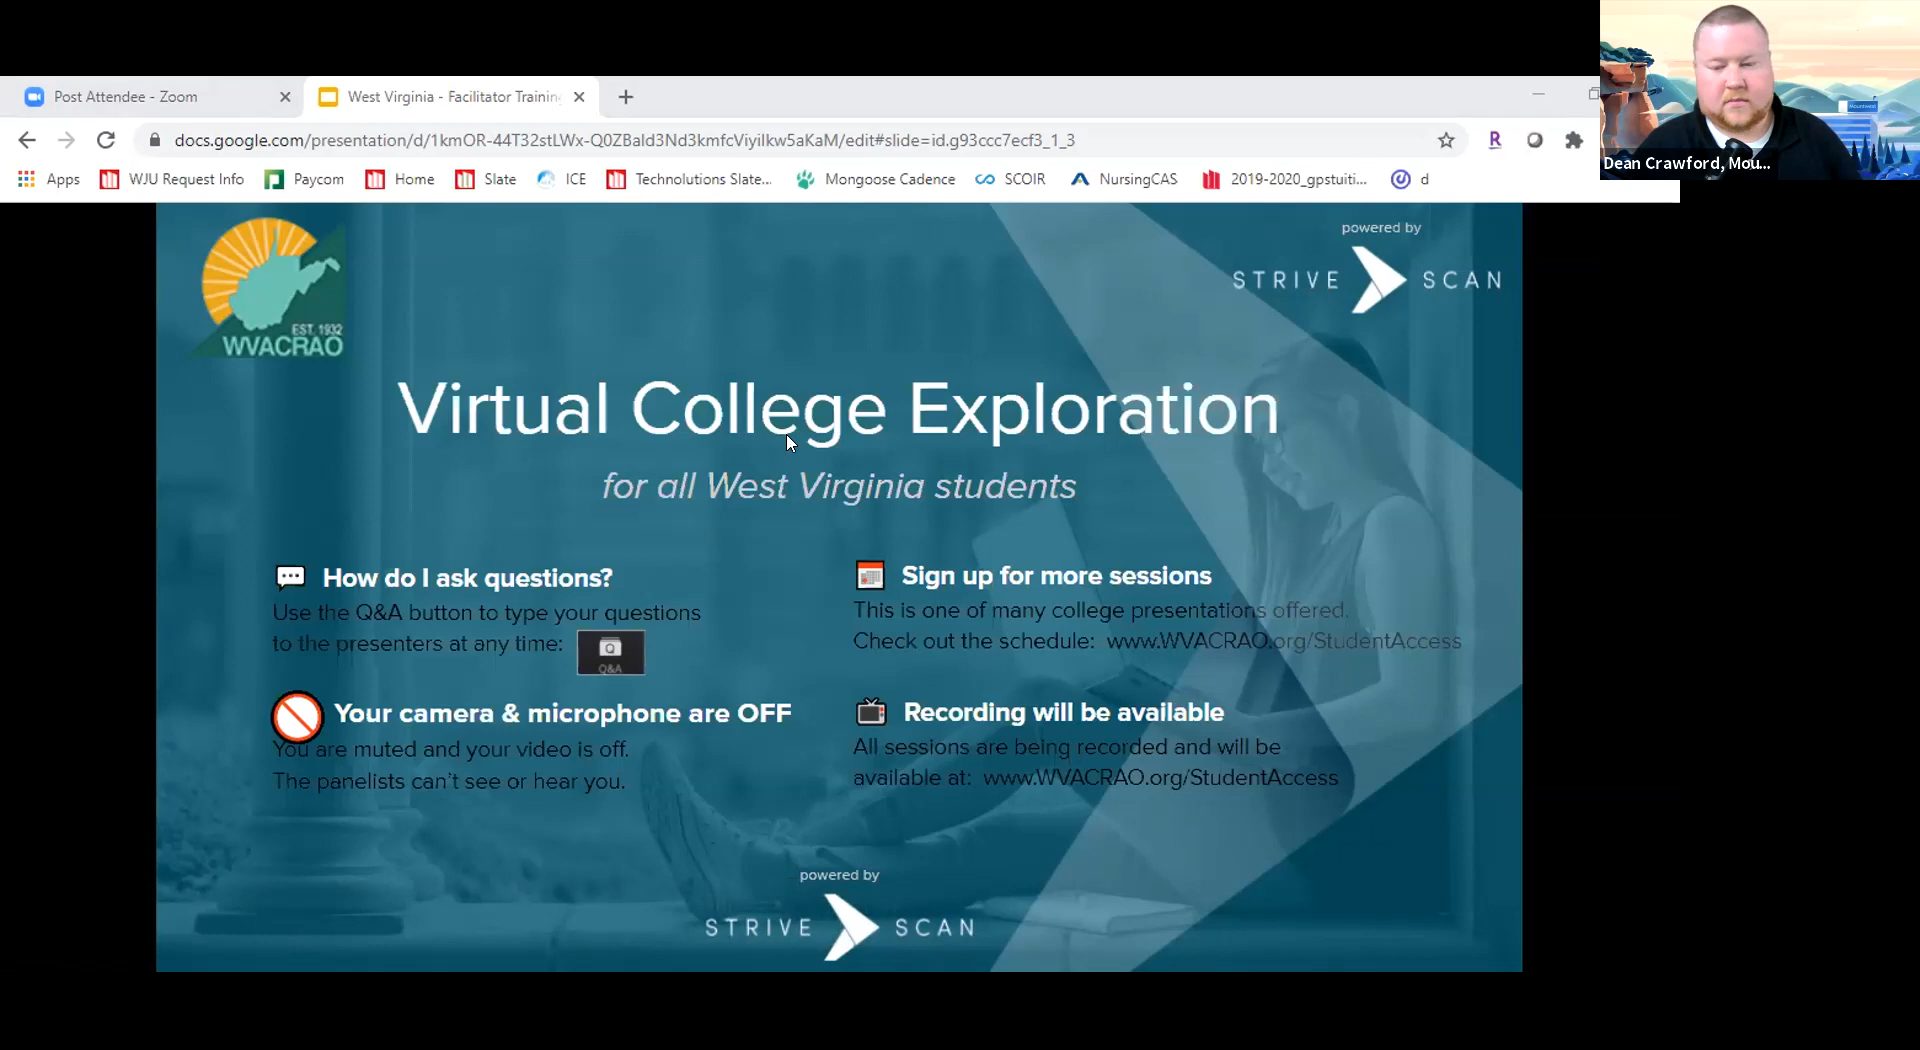 Post Attendee - Zoom
West Virginia - Facilitator Training
docs.google.com/presentation/d/1kmOR-44T32stLWx-Q0ZBald3Nd3kmfcViyilkw5aKaM/edit#slide=id.g93ccc7ecf3_1_3
R
Apps WJU Request Info Paycom Home Slate ICE Technolutions Slate... Mongoose Cadence SCOIR NursingCAS 2019-2020_gpstuiti... d
Mountwest
Dean Crawford, Mou...
EST. 1932
WVACRAO
powered by
STRIVE SCAN
Virtual College Exploration
for all West Virginia students
How do I ask questions?
Use the Q&A button to type your questions
to the presenters at any time:
Q&A
Sign up for more sessions
This is one of many college presentations offered.
Check out the schedule: www.WVACRAO.org/StudentAccess
Your camera & microphone are OFF
You are muted and your video is off.
The panelists can't see or hear you.
Recording will be available
All sessions are being recorded and will be
available at: www.WVACRAO.org/StudentAccess
powered by
STRIVE SCAN